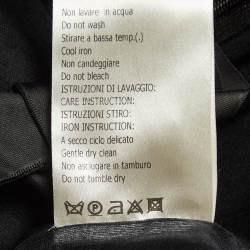 Non lavare in acqua
Do not wash
Stirare a bassa temp.(.)
Cool iron
Non candeggiare
Do not bleach
ISTRUZIONI DI LAVAGGIO:
CARE INSTRUCTION:
ISTRUZIONI STIRO:
IRON INSTRUCTION:
A secco ciclo delicato
Gentle dry clean
Non asciugare in tamburo
Do not tumble dry